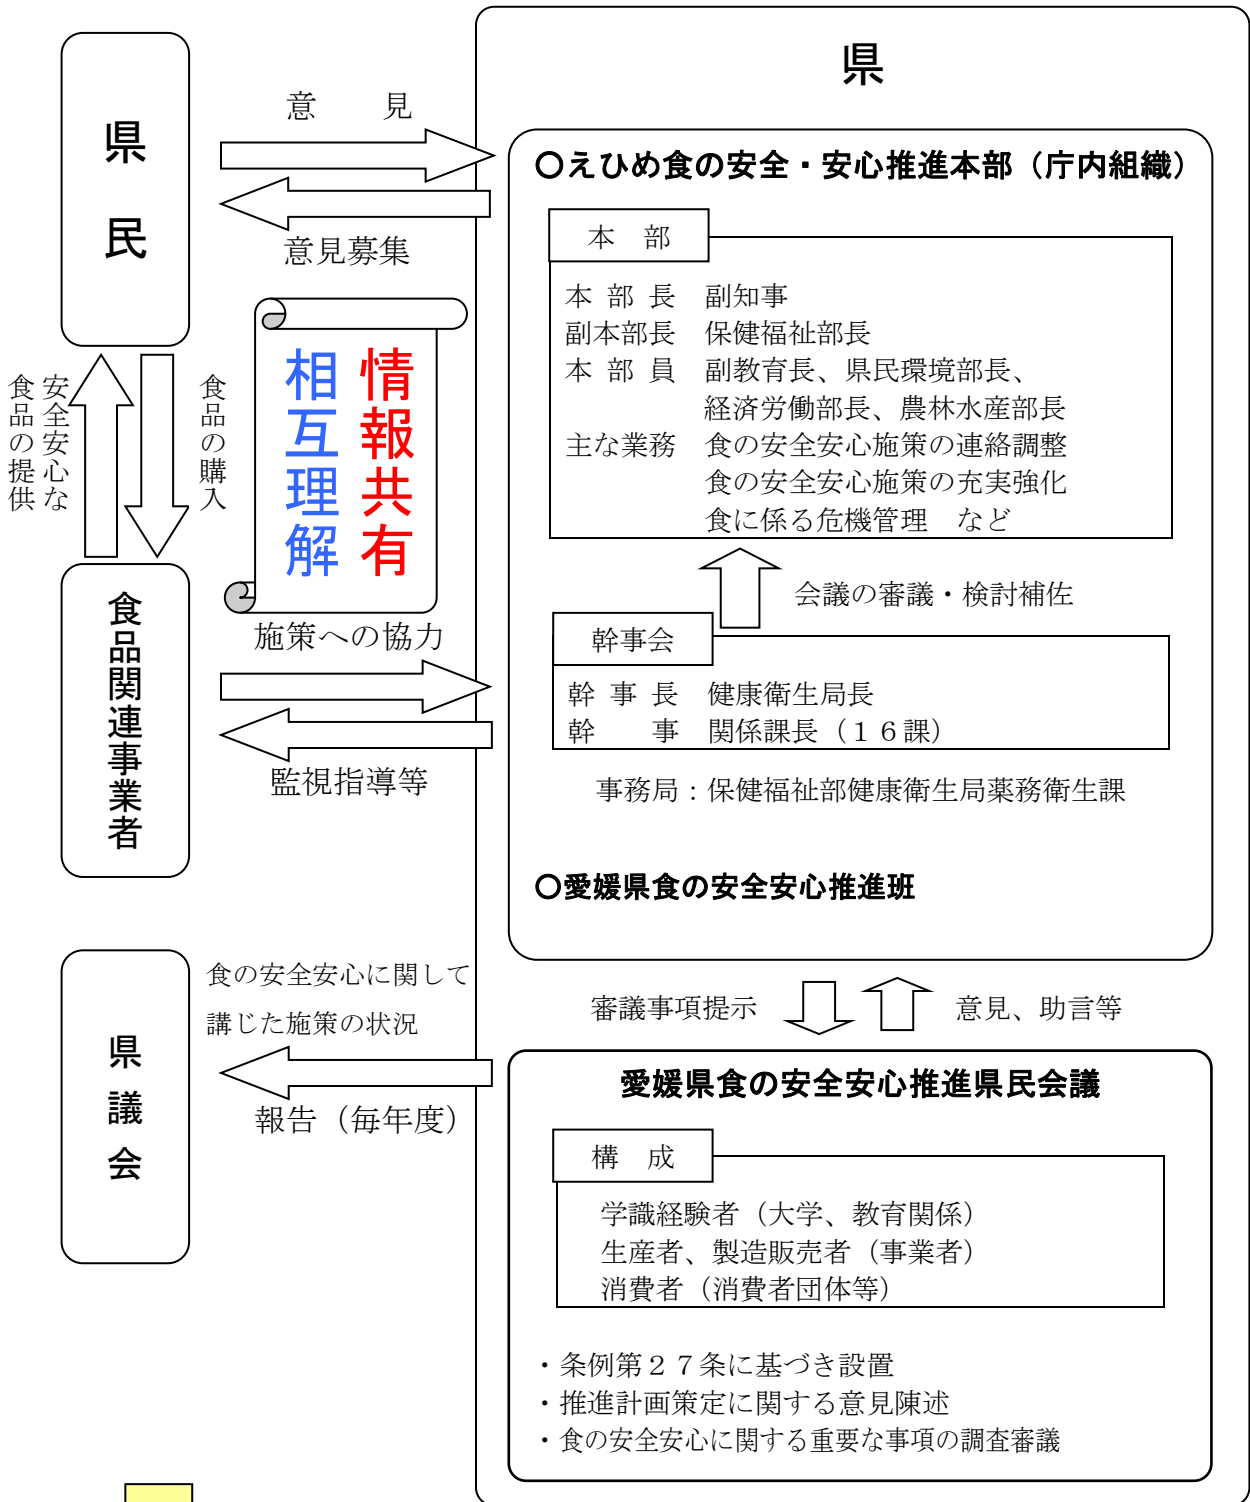 県
県民
意見
意見募集
〇えひめ食の安全・安心推進本部（庁内組織）
本部
本部長 副知事
副本部長 保健福祉部長
本部員 副教育長、県民環境部長、
経済労働部長、農林水産部長
主な業務 食の安全安心施策の連絡調整
食の安全安心施策の充実強化
食に係る危機管理 など
安全安心な
食品の提供
食品の購入
情報共有
相互理解
会議の審議・検討補佐
食品関連事業者
施策への協力
監視指導等
幹事会
幹事長 健康衛生局長
幹事 関係課長（１６課）
事務局：保健福祉部健康衛生局薬務衛生課
〇愛媛県食の安全安心推進班
県議会
食の安全安心に関して
講じた施策の状況
報告（毎年度）
審議事項提示
意見、助言等
愛媛県食の安全安心推進県民会議
構成
学識経験者（大学、教育関係）
生産者、製造販売者（事業者）
消費者（消費者団体等）
・条例第２７条に基づき設置
・推進計画策定に関する意見陳述
・食の安全安心に関する重要な事項の調査審議